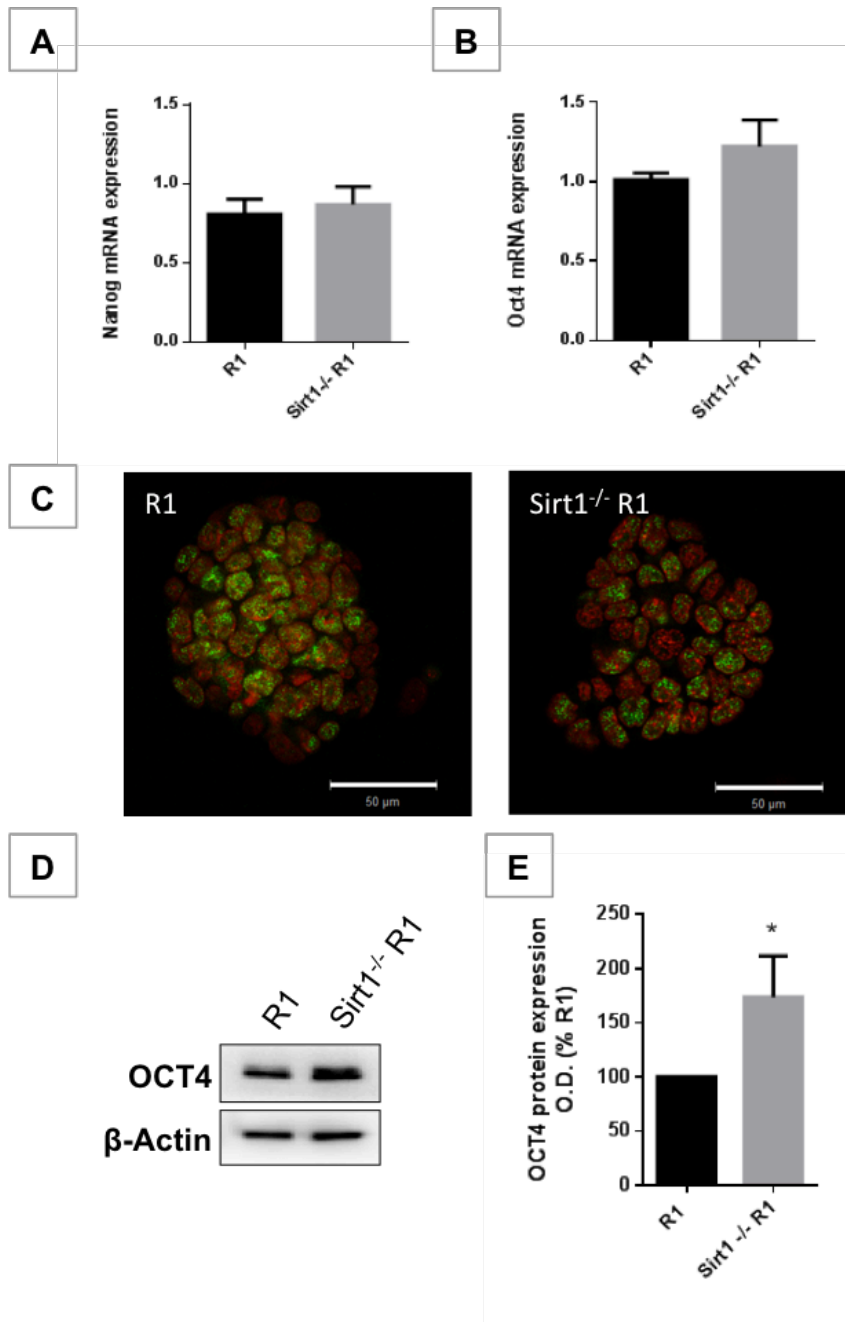 A
B
Nanog mRNA expression
1.5
1.0
0.5
0.0
R1
Sirt1-/- R1
Oct4 mRNA expression
1.5
1.0
0.5
0.0
R1
Sirt1-/- R1
C
R1
50 µm
Sirt1-/- R1
50 µm
D
R1
Sirt1-/- R1
OCT4
β-Actin
E
OCT4 protein expression
O.D. (% R1)
250
200
150
100
50
0
*
R1
Sirt1 -/- R1